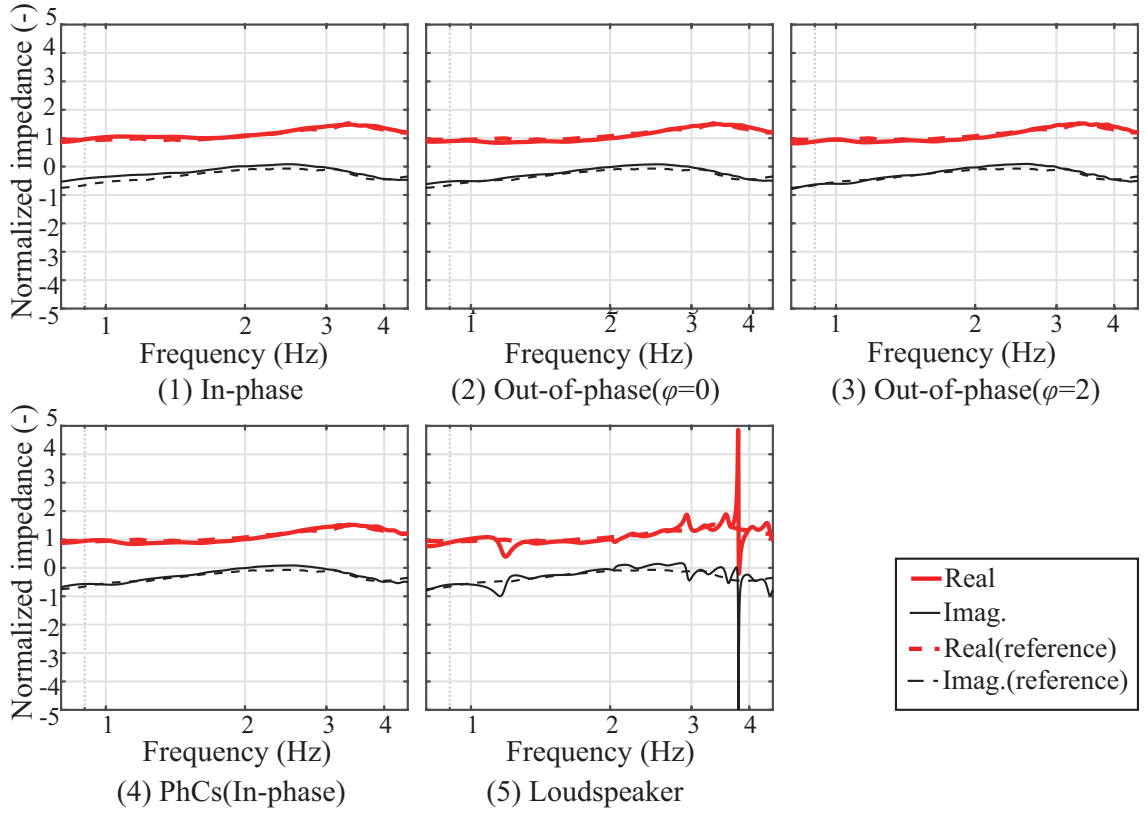 Normalized impedance (-)
5
4
3
2
1
0
-1
-2
-3
-4
-5
1 2 3 4
1 2 3 4
1 2 3 4
Frequency (Hz) Frequency (Hz) Frequency (Hz)
(1) In-phase (2) Out-of-phase(φ=0) (3) Out-of-phase(φ=2)
Normalized impedance (-)
5
4
3
2
1
0
-1
-2
-3
-4
-5
1 2 3 4
1 2 3 4
Frequency (Hz) Frequency (Hz)
(4) PhCs(In-phase) (5) Loudspeaker
Real
Imag.
Real(reference)
Imag.(reference)